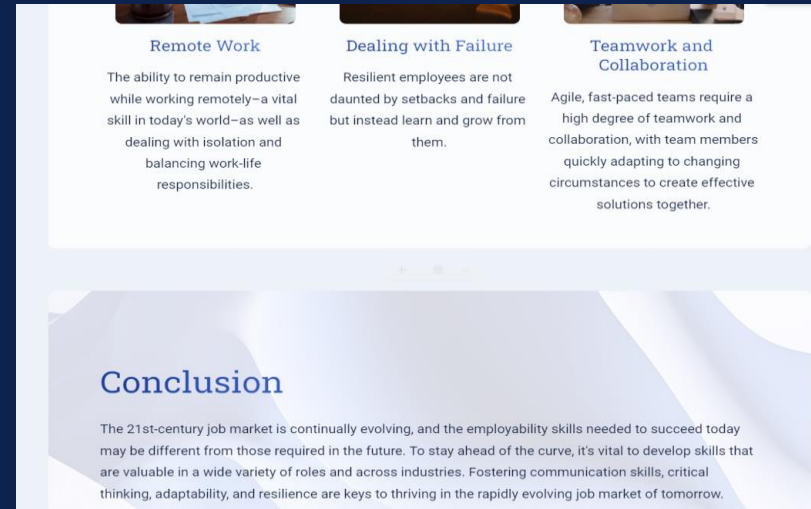 Remote Work
The ability to remain productive
while working remotely–a vital
skill in today's world–as well as
dealing with isolation and
balancing work-life
responsibilities.
Dealing with Failure
Resilient employees are not
daunted by setbacks and failure
but instead learn and grow from
them.
Teamwork and
Collaboration
Agile, fast-paced teams require a
high degree of teamwork and
collaboration, with team members
quickly adapting to changing
circumstances to create effective
solutions together.
Conclusion
The 21st-century job market is continually evolving, and the employability skills needed to succeed today
may be different from those required in the future. To stay ahead of the curve, it's vital to develop skills that
are valuable in a wide variety of roles and across industries. Fostering communication skills, critical
thinking, adaptability, and resilience are keys to thriving in the rapidly evolving job market of tomorrow.